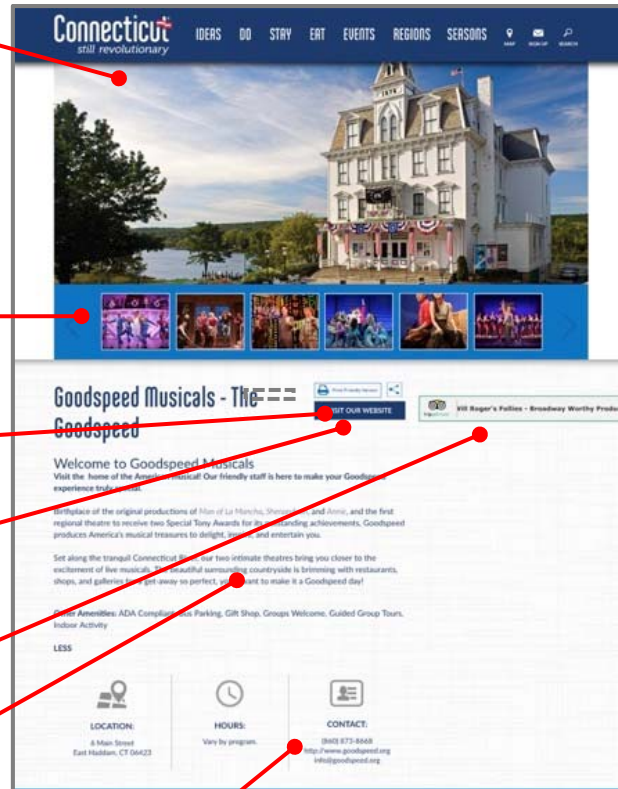 Connecticut
still revolutionary
IDEAS DO STAY EAT EVENTS REGIONS SEASONS
MAP SIGN UP SEARCH
Goodspeed Musicals - The
Goodspeed
Print Friendly Version
VISIT OUR WEBSITE
Will Roger's Follies - Broadway Worthy Produ
Welcome to Goodspeed Musicals
Visit the home of the American musical! Our friendly staff is here to make your Goodspeed
experience truly special.
Birthplace of the original productions of Man of La Mancha, Shenandoah, and Annie, and the first
regional theatre to receive two Special Tony Awards for its outstanding achievements, Goodspeed
produces America's musical treasures to delight, inspire, and entertain you.
Set along the tranquil Connecticut River, our two intimate theatres bring you closer to the
excitement of live musicals. The beautiful surrounding countryside is brimming with restaurants,
shops, and galleries for a get-away so perfect, you'll want to make it a Goodspeed day!
Other Amenities: ADA Compliant, Bus Parking, Gift Shop, Groups Welcome, Guided Group Tours,
Indoor Activity
LESS
LOCATION:
6 Main Street
East Haddam, CT 06423
HOURS:
Vary by program.
CONTACT:
(860) 873-8668
http://www.goodspeed.org
info@goodspeed.org